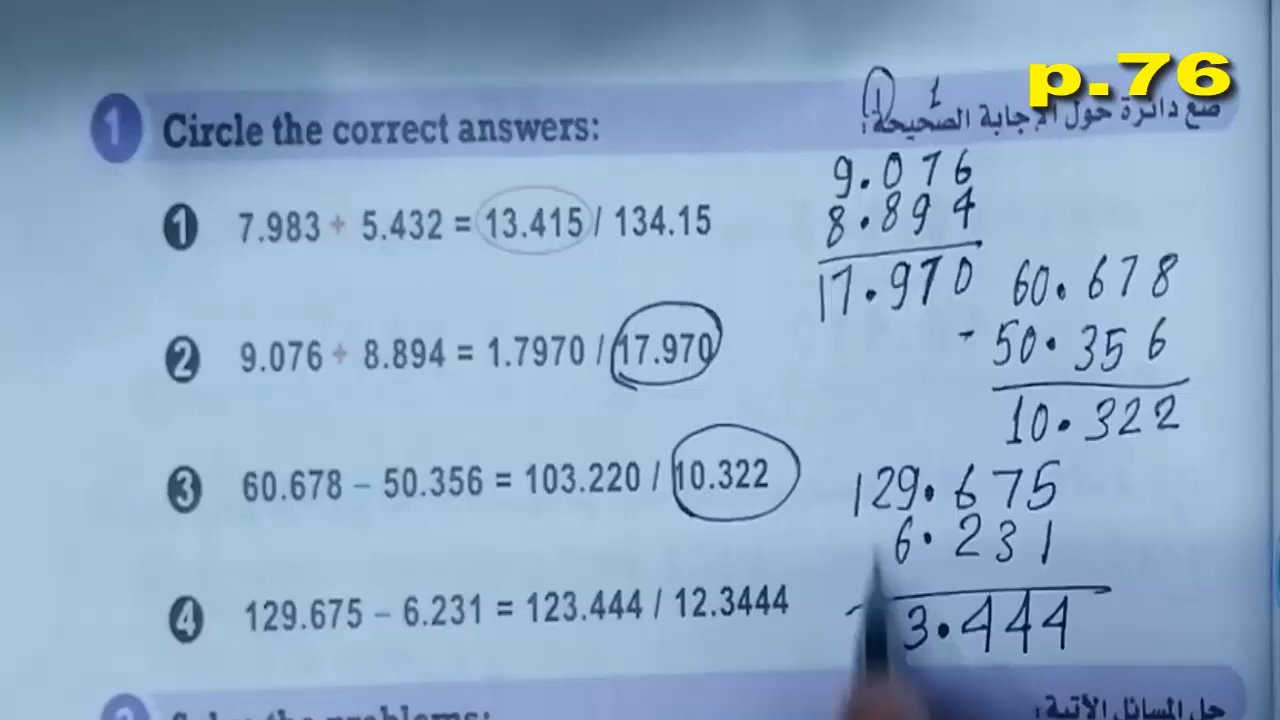 p.76
1 Circle the correct answers:
ضع دائرة حول الإجابة الصحيحة:
1 7.983 + 5.432 = 13.415 / 134.15
2 9.076 + 8.894 = 1.7970 / 17.970
3 60.678 – 50.356 = 103.220 / 10.322
4 129.675 – 6.231 = 123.444 / 12.3444
1 1
9.076
8.894
17.970
60.678
- 50.356
10.322
129.675
6.231
3.444
حل المسائل الآتية: